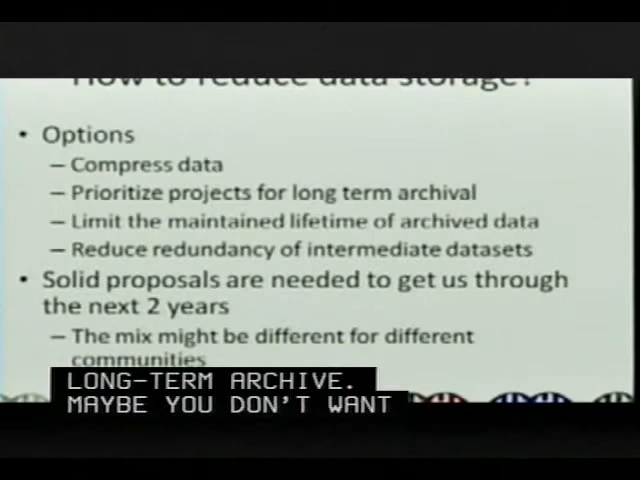 How to reduce data storage?
• Options
– Compress data
– Prioritize projects for long term archival
– Limit the maintained lifetime of archived data
– Reduce redundancy of intermediate datasets
• Solid proposals are needed to get us through
the next 2 years
– The mix might be different for different
communities
LONG-TERM ARCHIVE.
MAYBE YOU DON'T WANT